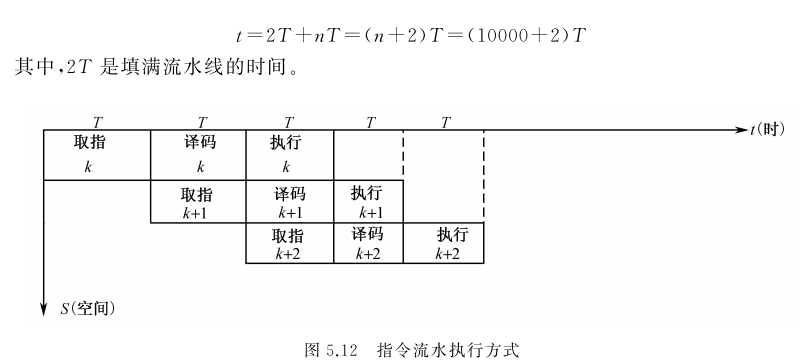 t=2T+nT=(n+2)T=(10000+2)T
其中,2T 是填满流水线的时间。
T T T T T
t(时)
取指 译码 执行
k k k
取指 译码 执行
k+1 k+1 k+1
取指 译码 执行
k+2 k+2 k+2
S(空间)
图 5.12 指令流水执行方式